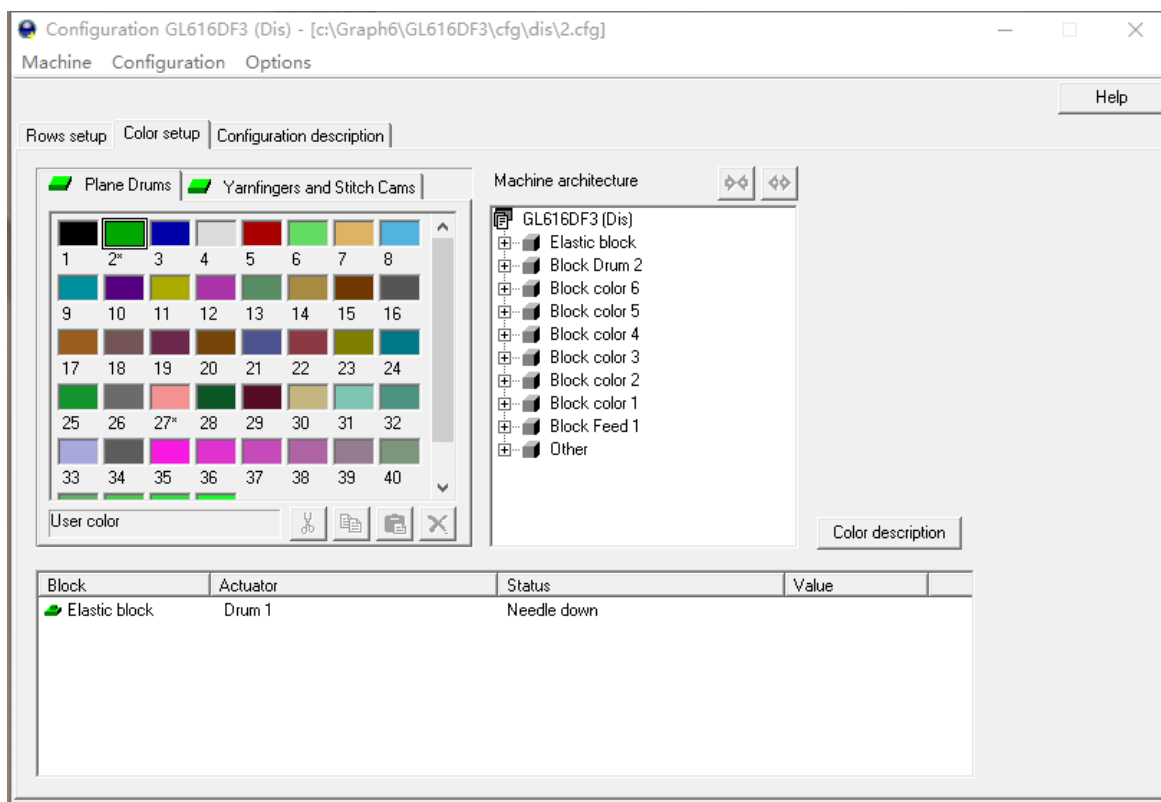 Configuration GL616DF3 (Dis) - [c:\Graph6\GL616DF3\cfg\dis\2.cfg]
Machine Configuration Options
Help
Rows setup Color setup Configuration description
Plane Drums Yarnfingers and Stitch Cams
1 2* 3 4 5 6 7 8
9 10 11 12 13 14 15 16
17 18 19 20 21 22 23 24
25 26 27* 28 29 30 31 32
33 34 35 36 37 38 39 40
User color
Machine architecture
GL616DF3 (Dis)
Elastic block
Block Drum 2
Block color 6
Block color 5
Block color 4
Block color 3
Block color 2
Block color 1
Block Feed 1
Other
Color description
Block Actuator Status Value
Elastic block Drum 1 Needle down